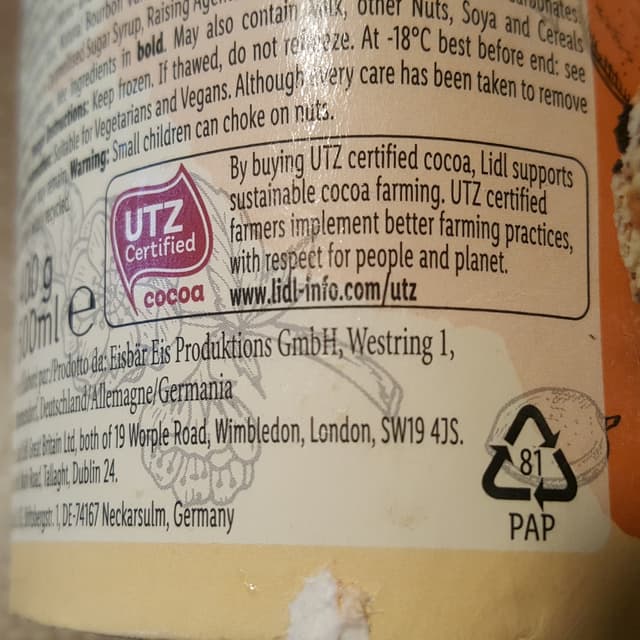 Bourbon
Sugar Syrup, Raising
ingredients in bold. May also contain Milk, other Nuts, Soya and Cereals
Keep frozen. If thawed, do not refreeze. At -18°C best before end: see
Suitable for Vegetarians and Vegans. Although every care has been taken to remove
Warning: Small children can choke on nuts.
UTZ
Certified
cocoa
By buying UTZ certified cocoa, Lidl supports
sustainable cocoa farming. UTZ certified
farmers implement better farming practices,
with respect for people and planet.
www.lidl-info.com/utz
g
ml e
Prodotto da: Eisbär Eis Produktions GmbH, Westring 1,
Deutschland/Allemagne/Germania
Great Britain Ltd, both of 19 Worple Road, Wimbledon, London, SW19 4JS.
Road, Tallaght, Dublin 24.
1, DE-74167 Neckarsulm, Germany
81
PAP